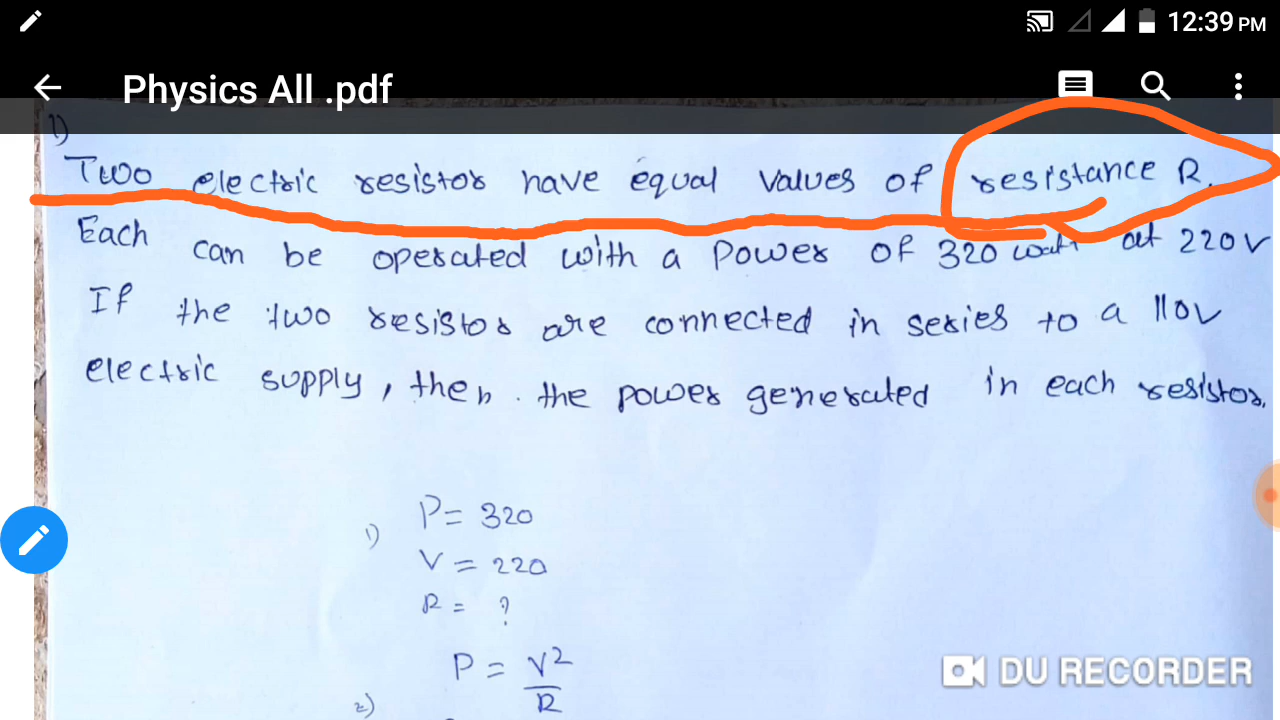 12:39 PM
Physics All .pdf
1)
Two electric resistor have equal values of resistance R.
Each can be operated with a power of 320 watt at 220V
If the two resistor are connected in series to a 110V
electric supply, then the power generated in each resistor.
1) P= 320
V = 220
R = ?
P = V²
R
2)
DU RECORDER